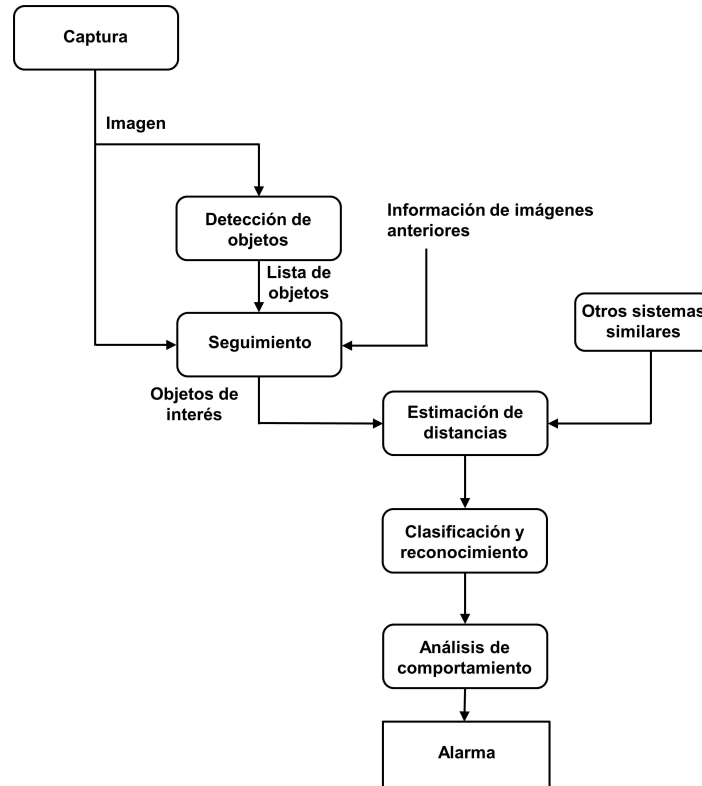 Captura
Imagen
Detección de
objetos
Información de imágenes
anteriores
Lista de
objetos
Otros sistemas
similares
Seguimiento
Objetos de
interés
Estimación de
distancias
Clasificación y
reconocimiento
Análisis de
comportamiento
Alarma